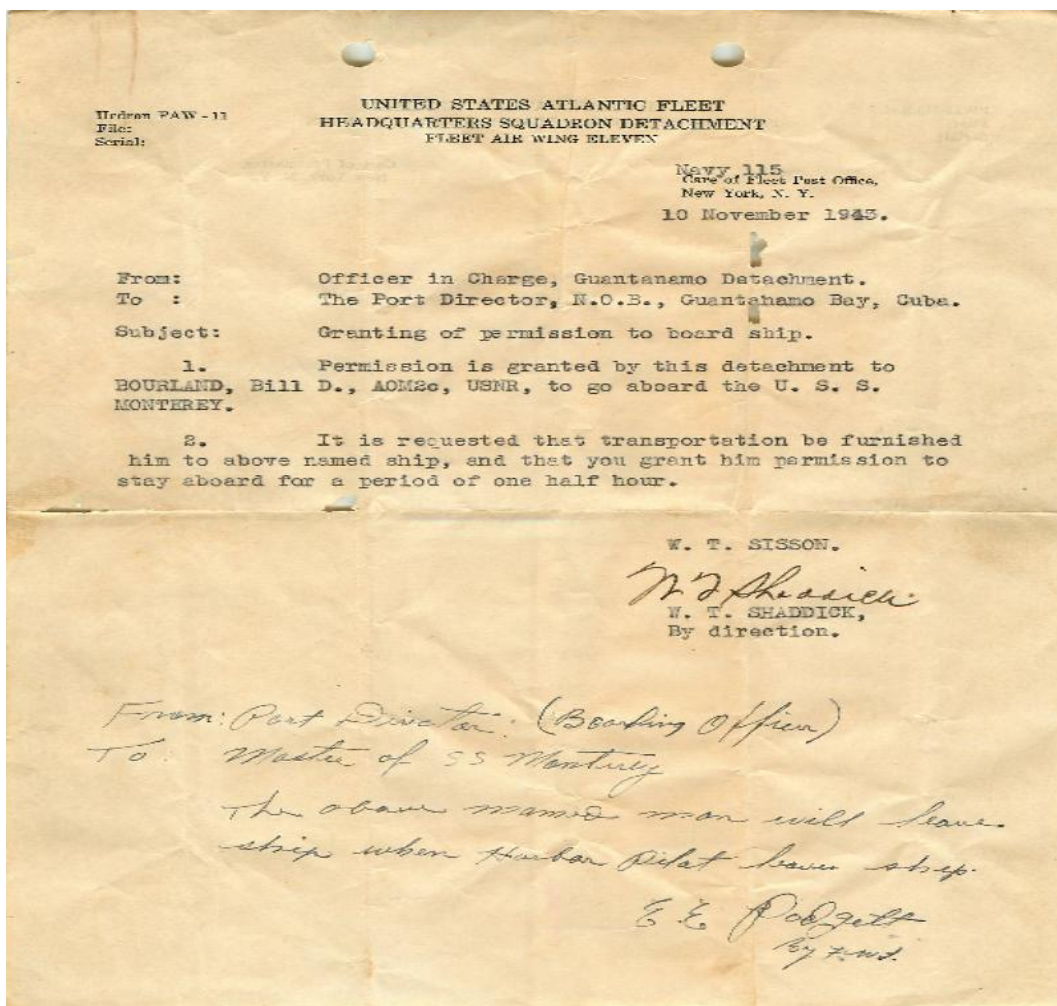 Hedron FAW - 11
File:
Serial:
UNITED STATES ATLANTIC FLEET
HEADQUARTERS SQUADRON DETACHMENT
FLEET AIR WING ELEVEN
Navy 115
Care of Fleet Post Office,
New York, N. Y.
10 November 1943.
From: Officer in Charge, Guantanamo Detachment.
To : The Port Director, N.O.B., Guantanamo Bay, Cuba.
Subject: Granting of permission to board ship.
1. Permission is granted by this detachment to
BOURLAND, Bill D., AOM2c, USNR, to go aboard the U. S. S.
MONTEREY.
2. It is requested that transportation be furnished
him to above named ship, and that you grant him permission to
stay aboard for a period of one half hour.
W. T. SISSON.
W T Shaddick
W. T. SHADDICK,
By direction.
From: Port Director. (Boarding Officer)
To: Master of SS Monterey
The above named man will leave
ship when Harbor Pilot leaves ship.
E E Padgett
By